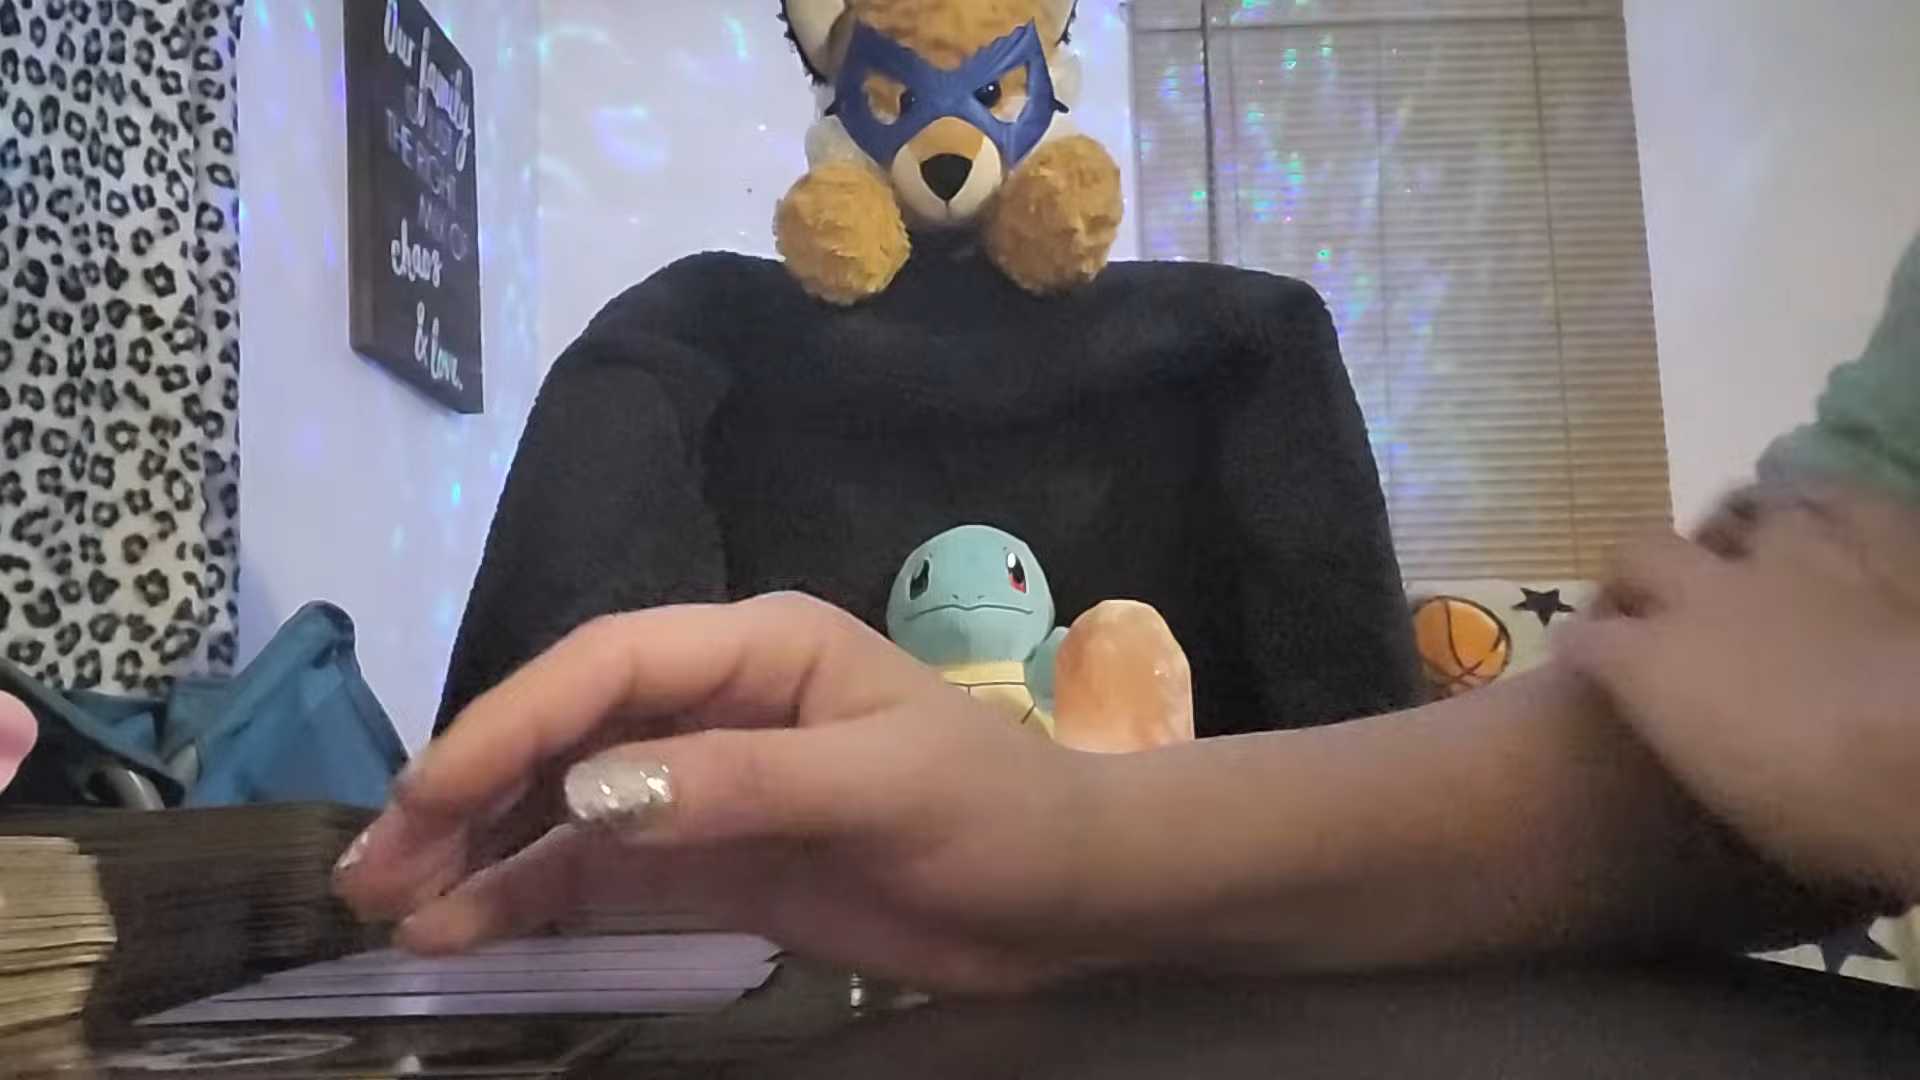 Our family
IS JUST
THE RIGHT
MIX OF
chaos
& love.